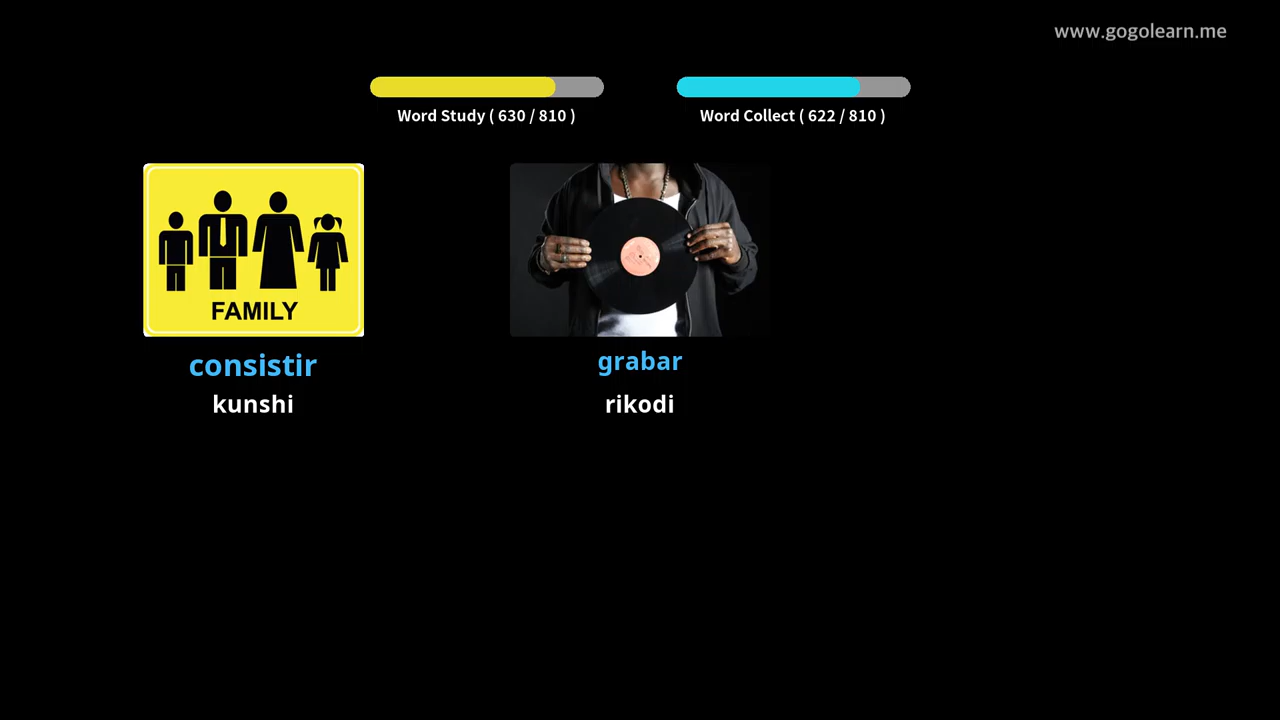 www.gogolearn.me
Word Study ( 630 / 810 )
Word Collect ( 622 / 810 )
FAMILY
consistir
kunshi
grabar
rikodi